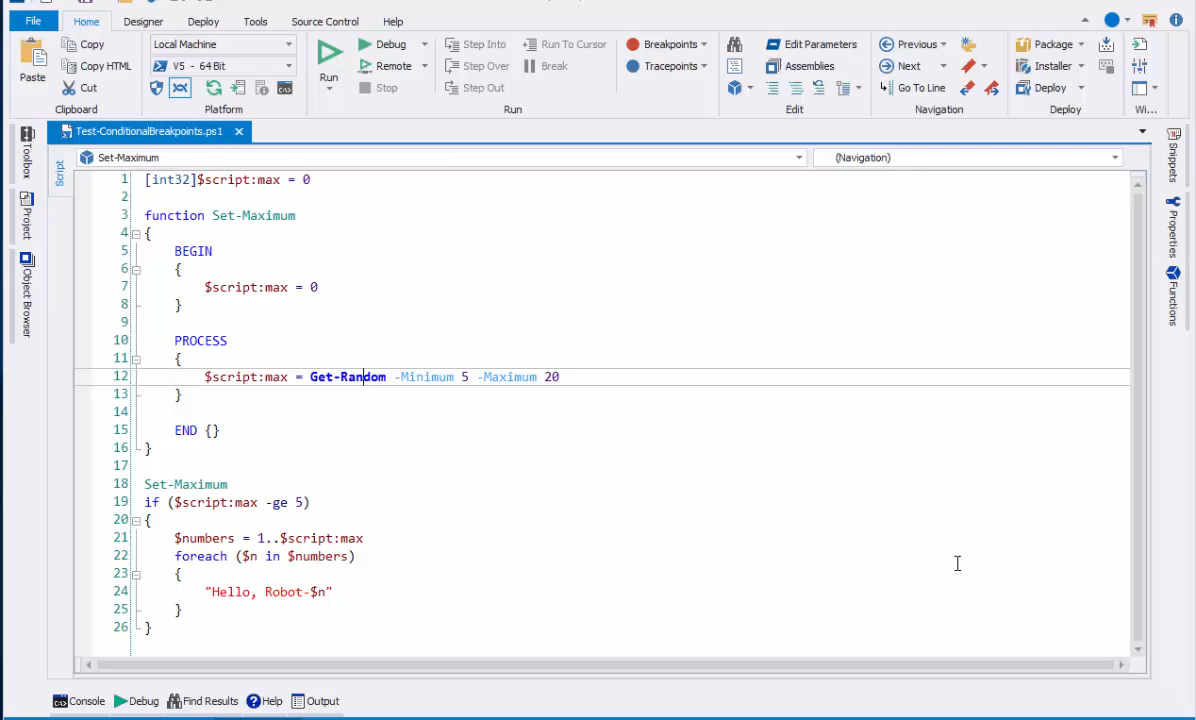 File Home Designer Deploy Tools Source Control Help
Paste
Copy
Copy HTML
Cut
Clipboard
Local Machine
V5 - 64 Bit
Platform
Run
Debug
Remote
Stop
Step Into
Step Over
Step Out
Run To Cursor
Break
Breakpoints
Tracepoints
Run
Edit Parameters
Assemblies
Edit
Previous
Next
Go To Line
Navigation
Package
Installer
Deploy
Deploy
Wi...
Test-ConditionalBreakpoints.ps1
Toolbox
Project
Object Browser
Script
Set-Maximum
(Navigation)
1 [int32]$script:max = 0
2
3 function Set-Maximum
4 {
5 BEGIN
6 {
7 $script:max = 0
8 }
9
10 PROCESS
11 {
12 $script:max = Get-Random -Minimum 5 -Maximum 20
13 }
14
15 END {}
16 }
17
18 Set-Maximum
19 if ($script:max -ge 5)
20 {
21 $numbers = 1..$script:max
22 foreach ($n in $numbers)
23 {
24 "Hello, Robot-$n"
25 }
26 }
Snippets
Properties
Functions
Console Debug Find Results Help Output